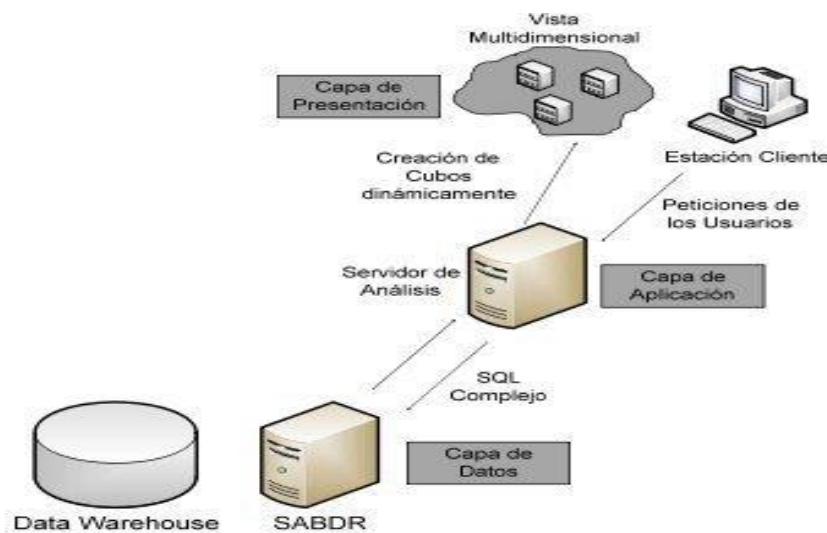 Vista
Multidimensional
Capa de
Presentación
Creación de
Cubos
dinámicamente
Estación Cliente
Peticiones de
los Usuarios
Servidor de
Análisis
Capa de
Aplicación
SQL
Complejo
Capa de
Datos
Data Warehouse
SABDR